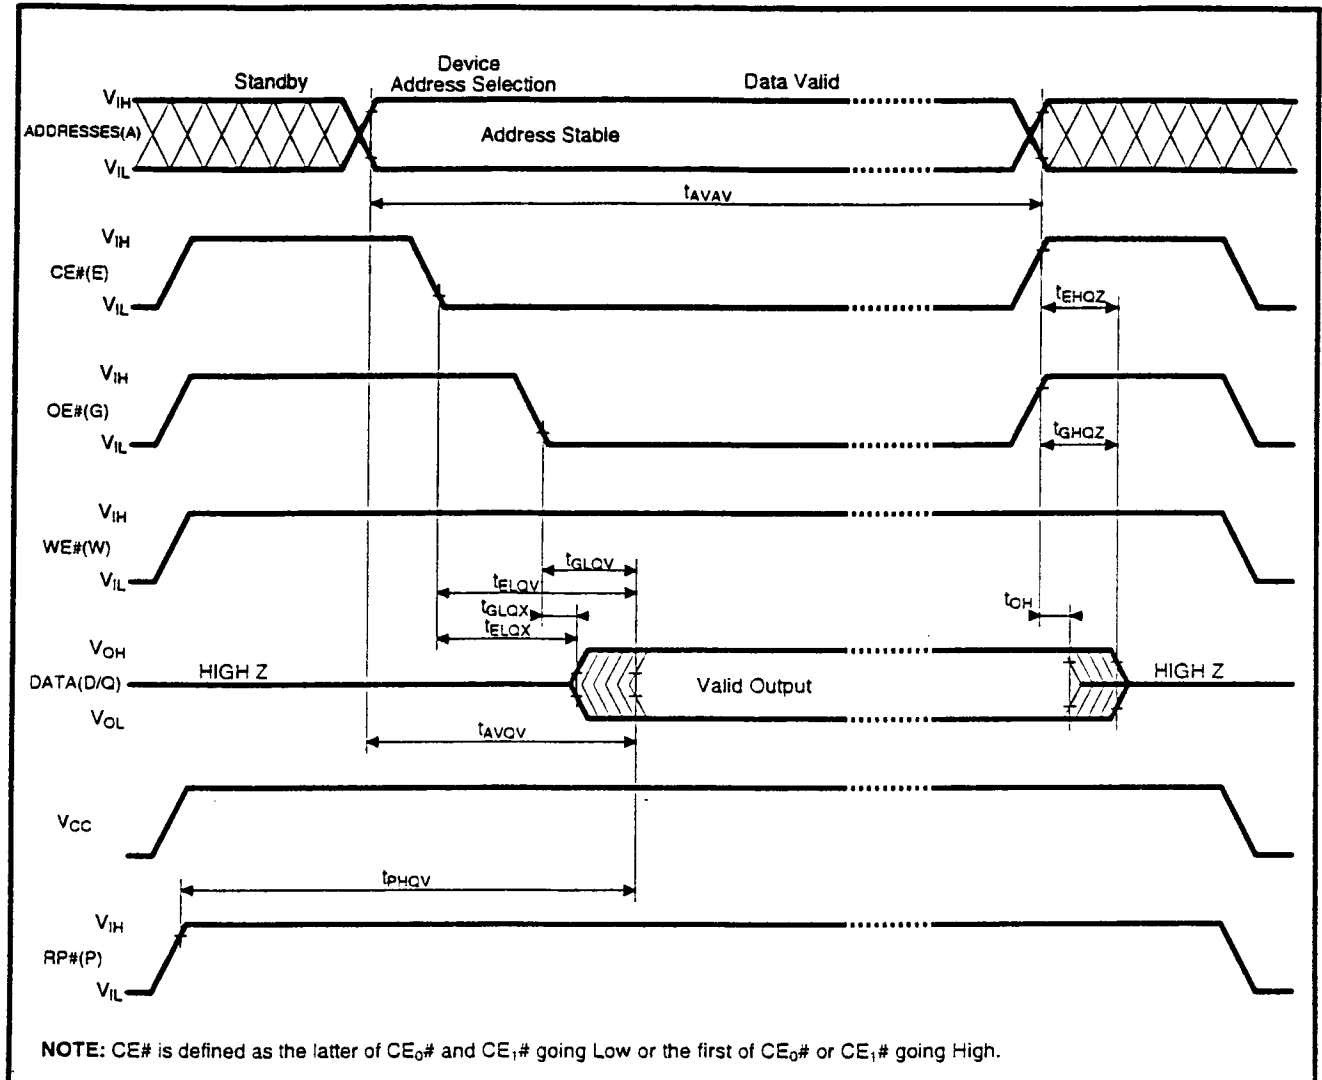 Device
Standby Address Selection Data Valid
VIH
ADDRESSES(A) Address Stable
VIL
tAVAV
VIH
CE#(E)
VIL
tEHQZ
VIH
OE#(G)
VIL
tGHQZ
VIH
WE#(W)
VIL
tGLQV
tELQV
tGLQX
tELQX
tOH
VOH
HIGH Z
DATA(D/Q)
Valid Output
HIGH Z
VOL
tAVQV
VCC
tPHQV
VIH
RP#(P)
VIL
NOTE: CE# is defined as the latter of CE0# and CE1# going Low or the first of CE0# or CE1# going High.